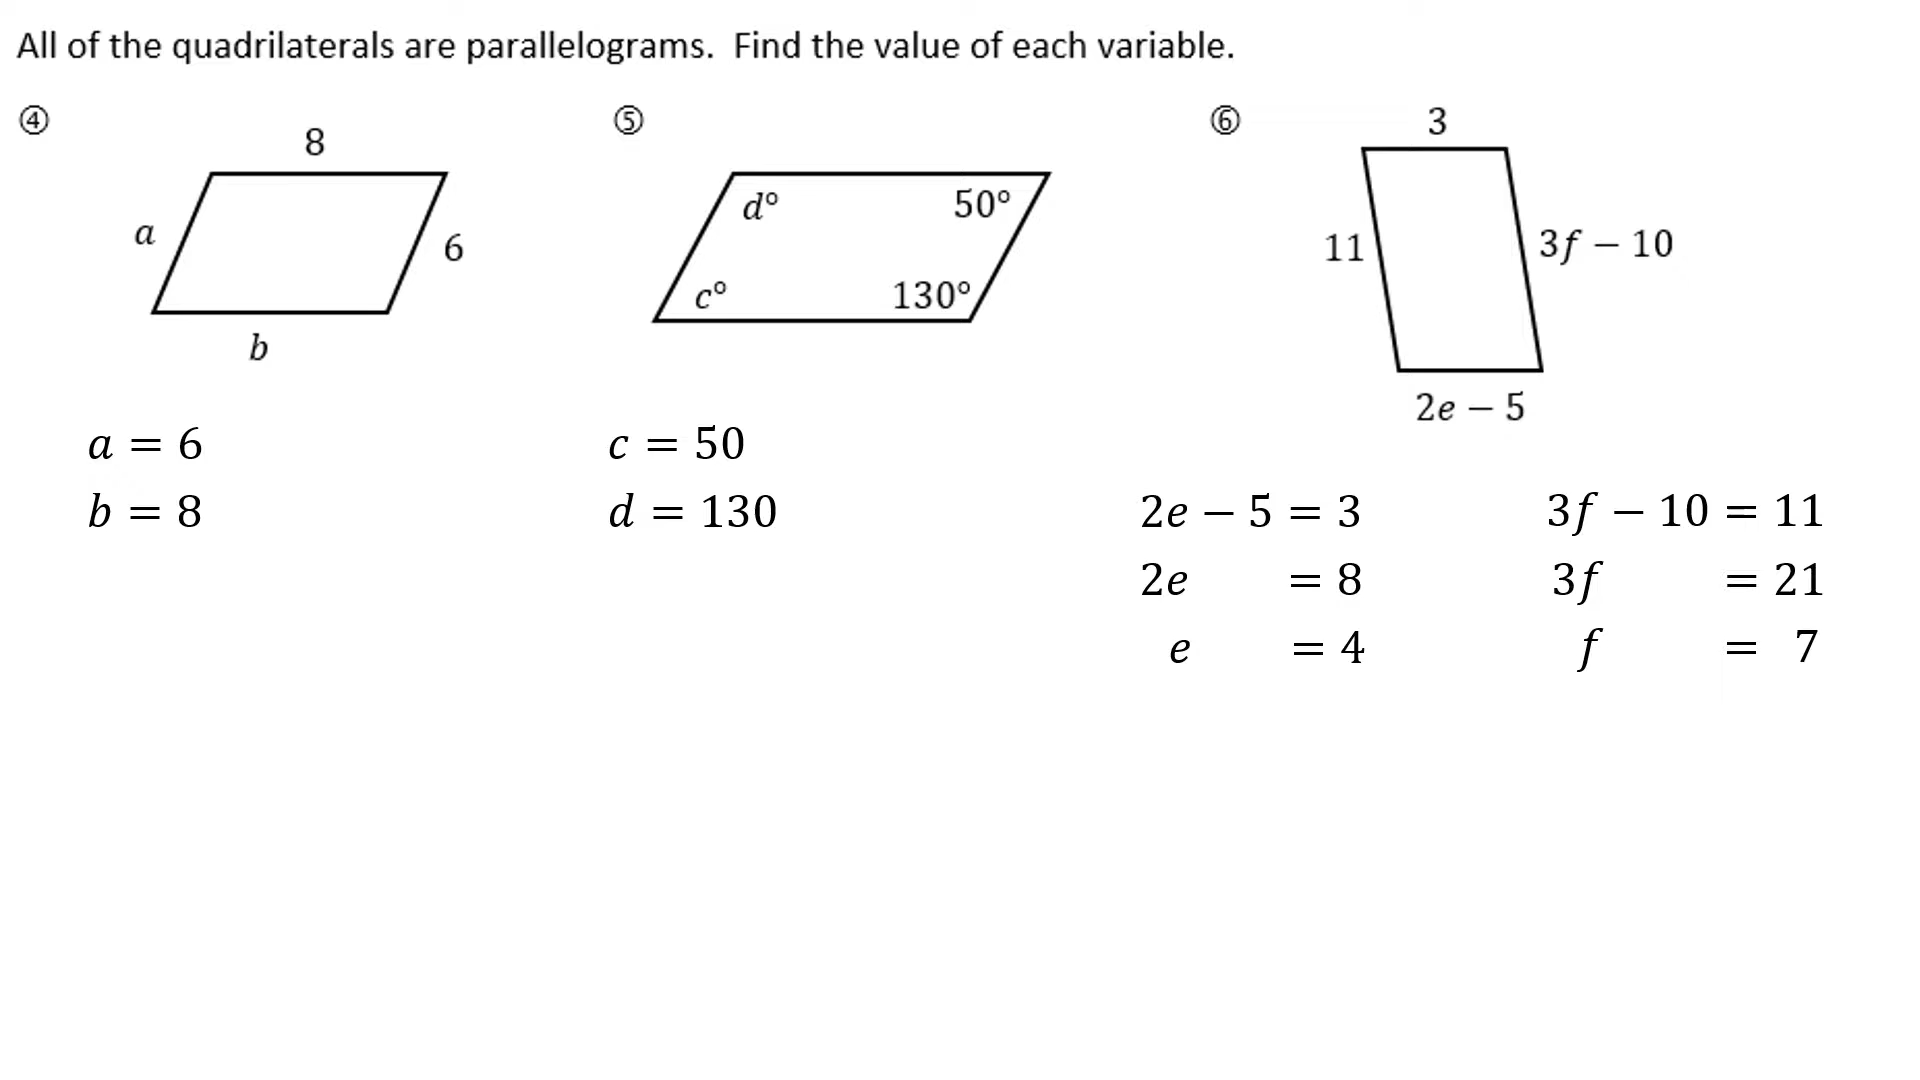 All of the quadrilaterals are parallelograms. Find the value of each variable.
④
8
a
6
b
a = 6
b = 8
⑤
d°
50°
c°
130°
c = 50
d = 130
⑥
3
11
3f − 10
2e − 5
2e − 5 = 3
2e = 8
e = 4
3f − 10 = 11
3f = 21
f = 7